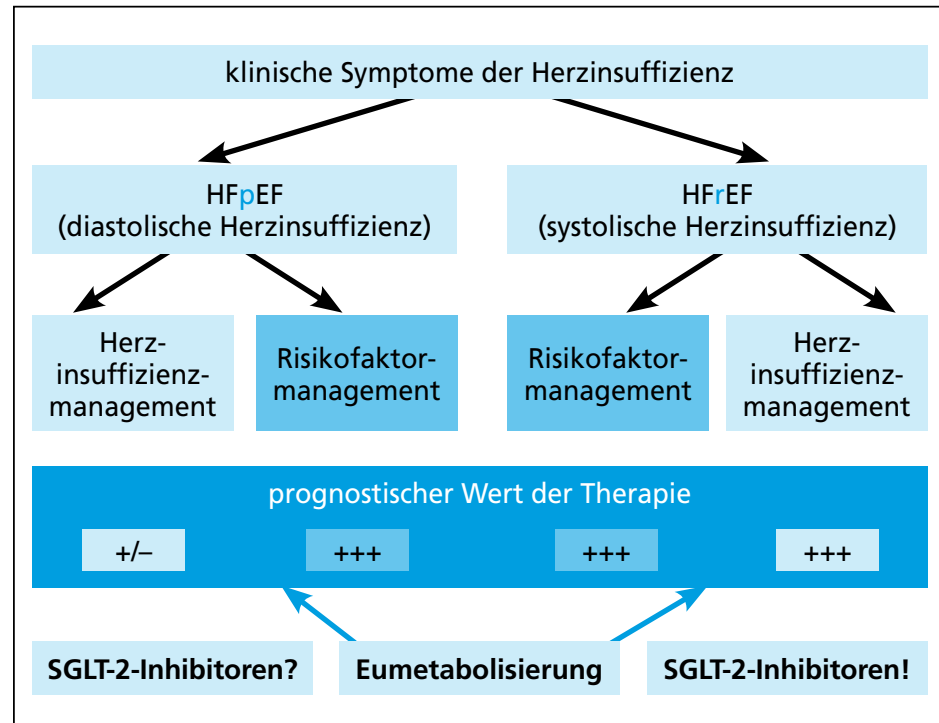 klinische Symptome der Herzinsuffizienz
HFpEF
(diastolische Herzinsuffizienz)
HFrEF
(systolische Herzinsuffizienz)
Herz-
insuffizienz-
management
Risikofaktor-
management
Risikofaktor-
management
Herz-
insuffizienz-
management
prognostischer Wert der Therapie
+/–
+++
+++
+++
SGLT-2-Inhibitoren?
Eumetabolisierung
SGLT-2-Inhibitoren!